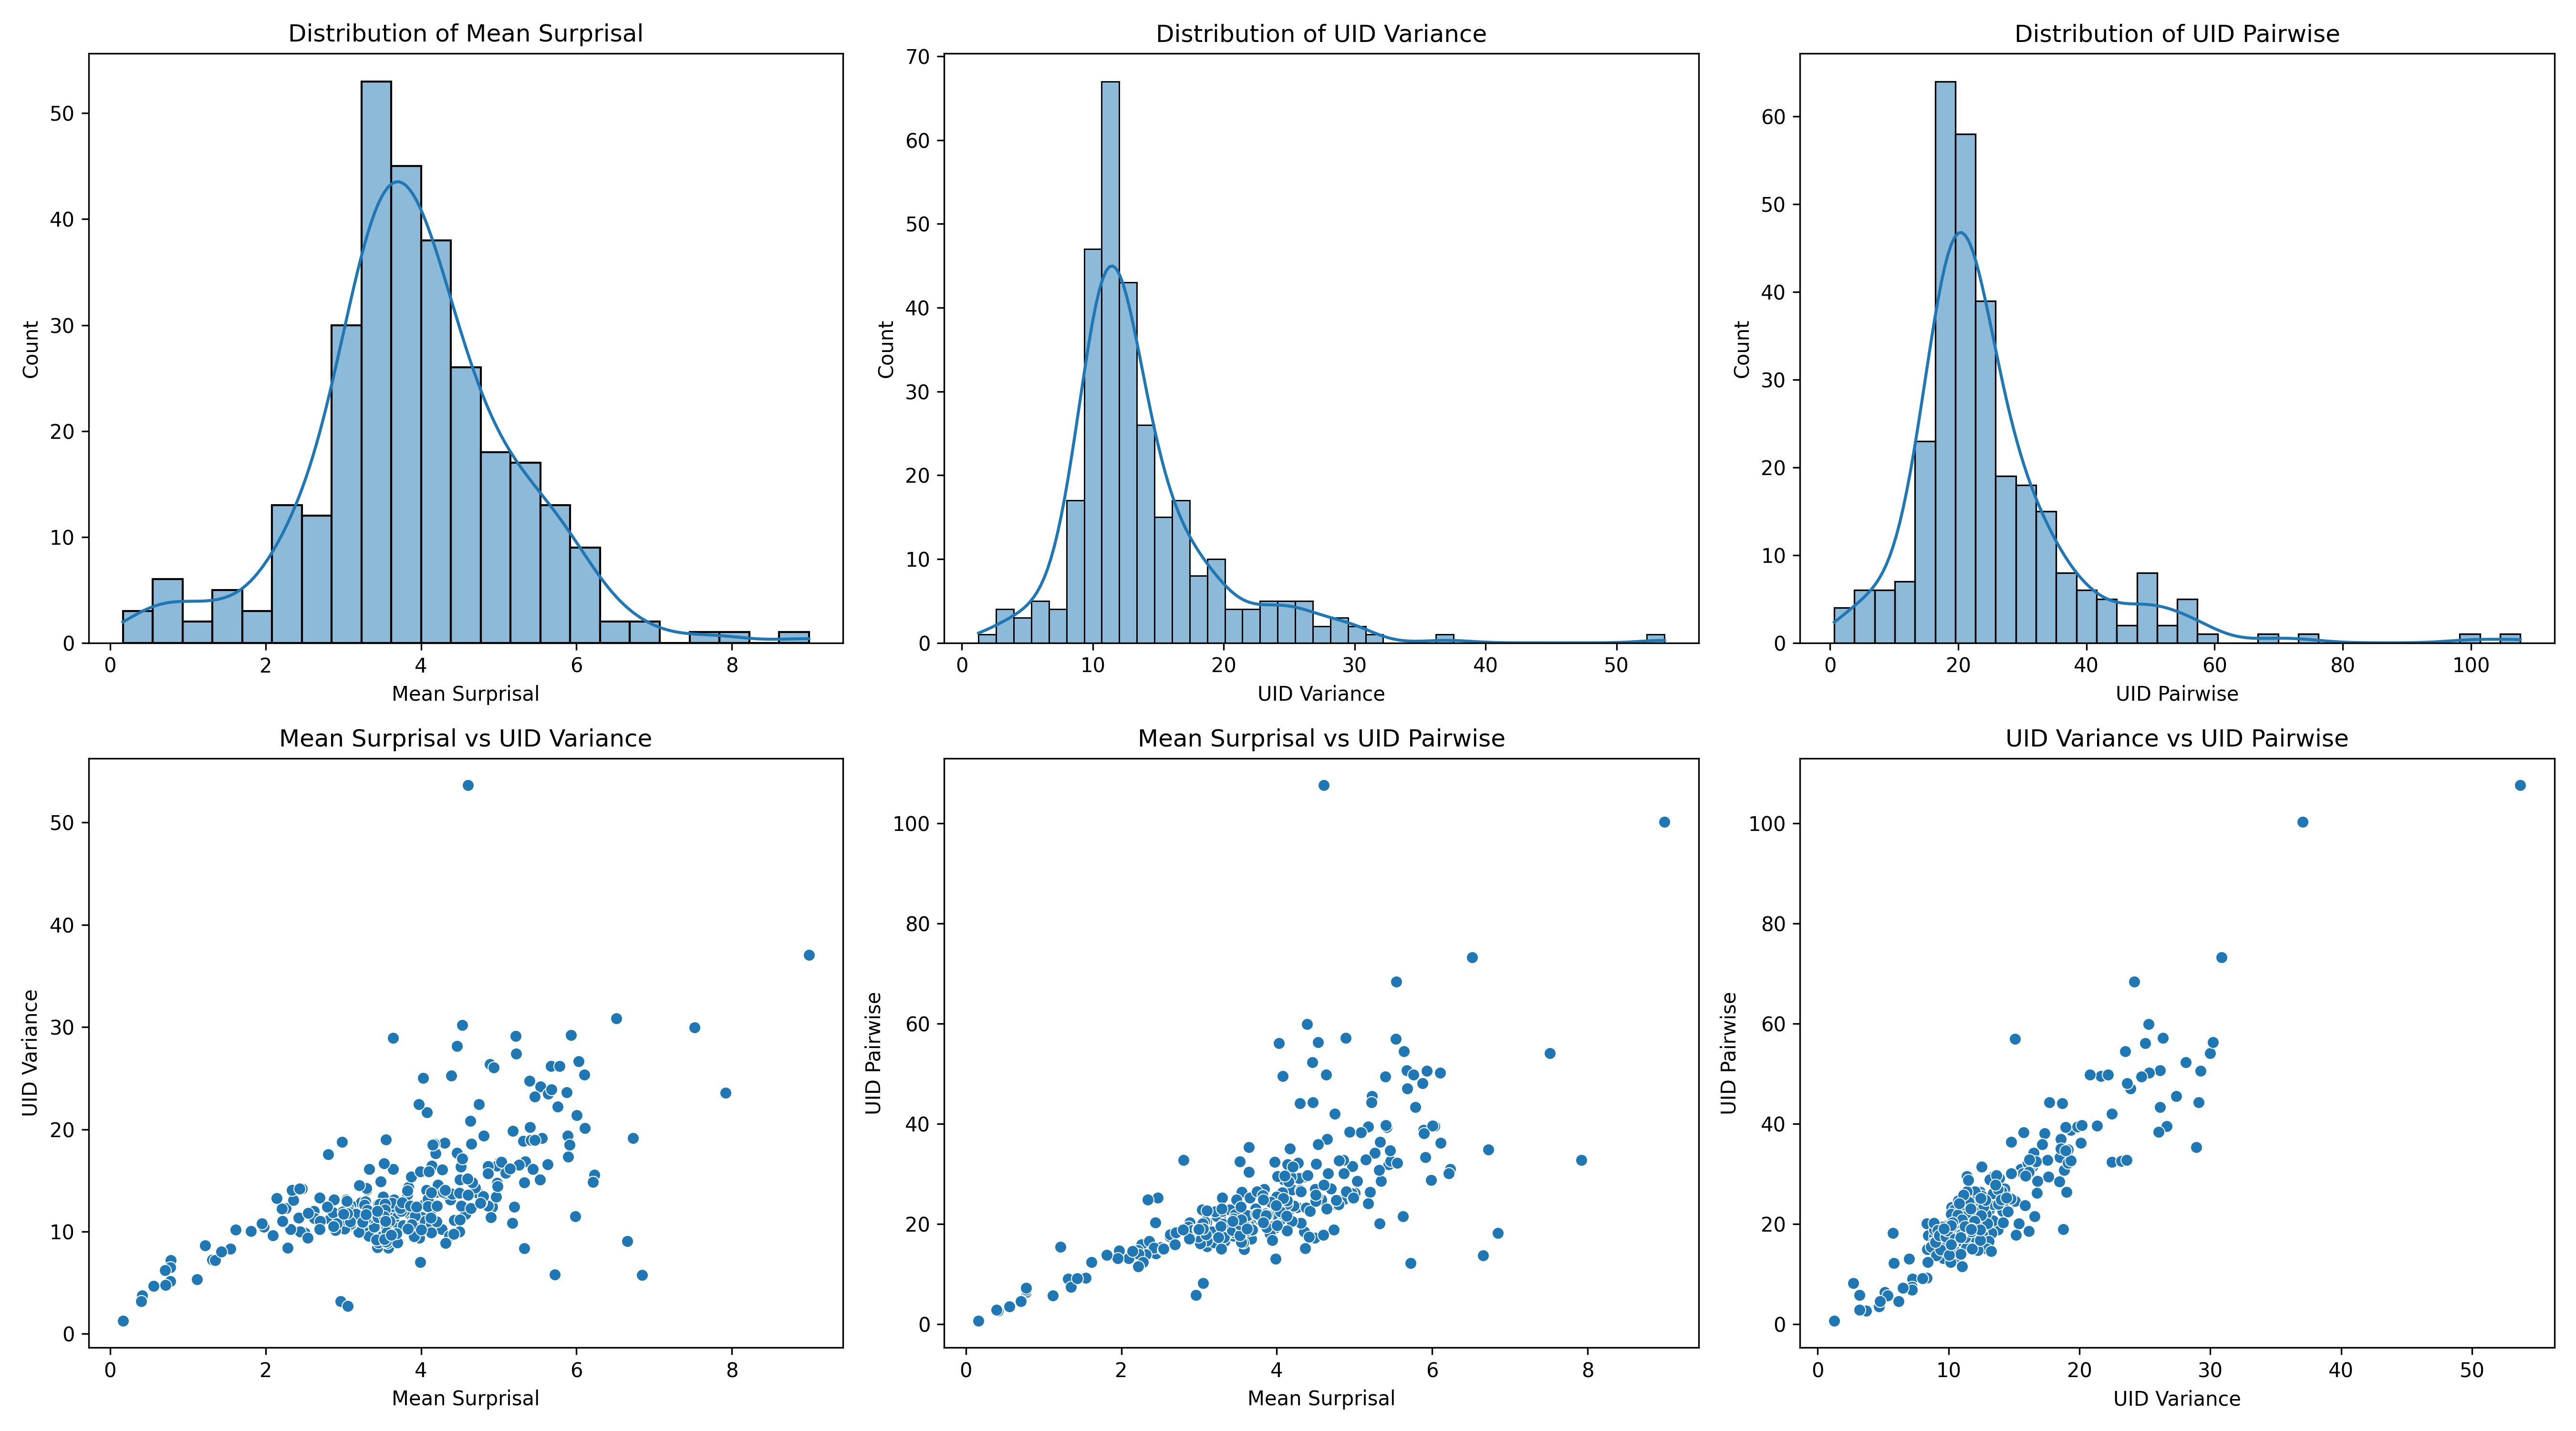 Distribution of Mean Surprisal
Count
50
40
30
20
10
0
0 2 4 6 8
Mean Surprisal
Distribution of UID Variance
Count
70
60
50
40
30
20
10
0
0 10 20 30 40 50
UID Variance
Distribution of UID Pairwise
Count
60
50
40
30
20
10
0
0 20 40 60 80 100
UID Pairwise
Mean Surprisal vs UID Variance
UID Variance
50
40
30
20
10
0
0 2 4 6 8
Mean Surprisal
Mean Surprisal vs UID Pairwise
UID Pairwise
100
80
60
40
20
0
0 2 4 6 8
Mean Surprisal
UID Variance vs UID Pairwise
UID Pairwise
100
80
60
40
20
0
0 10 20 30 40 50
UID Variance